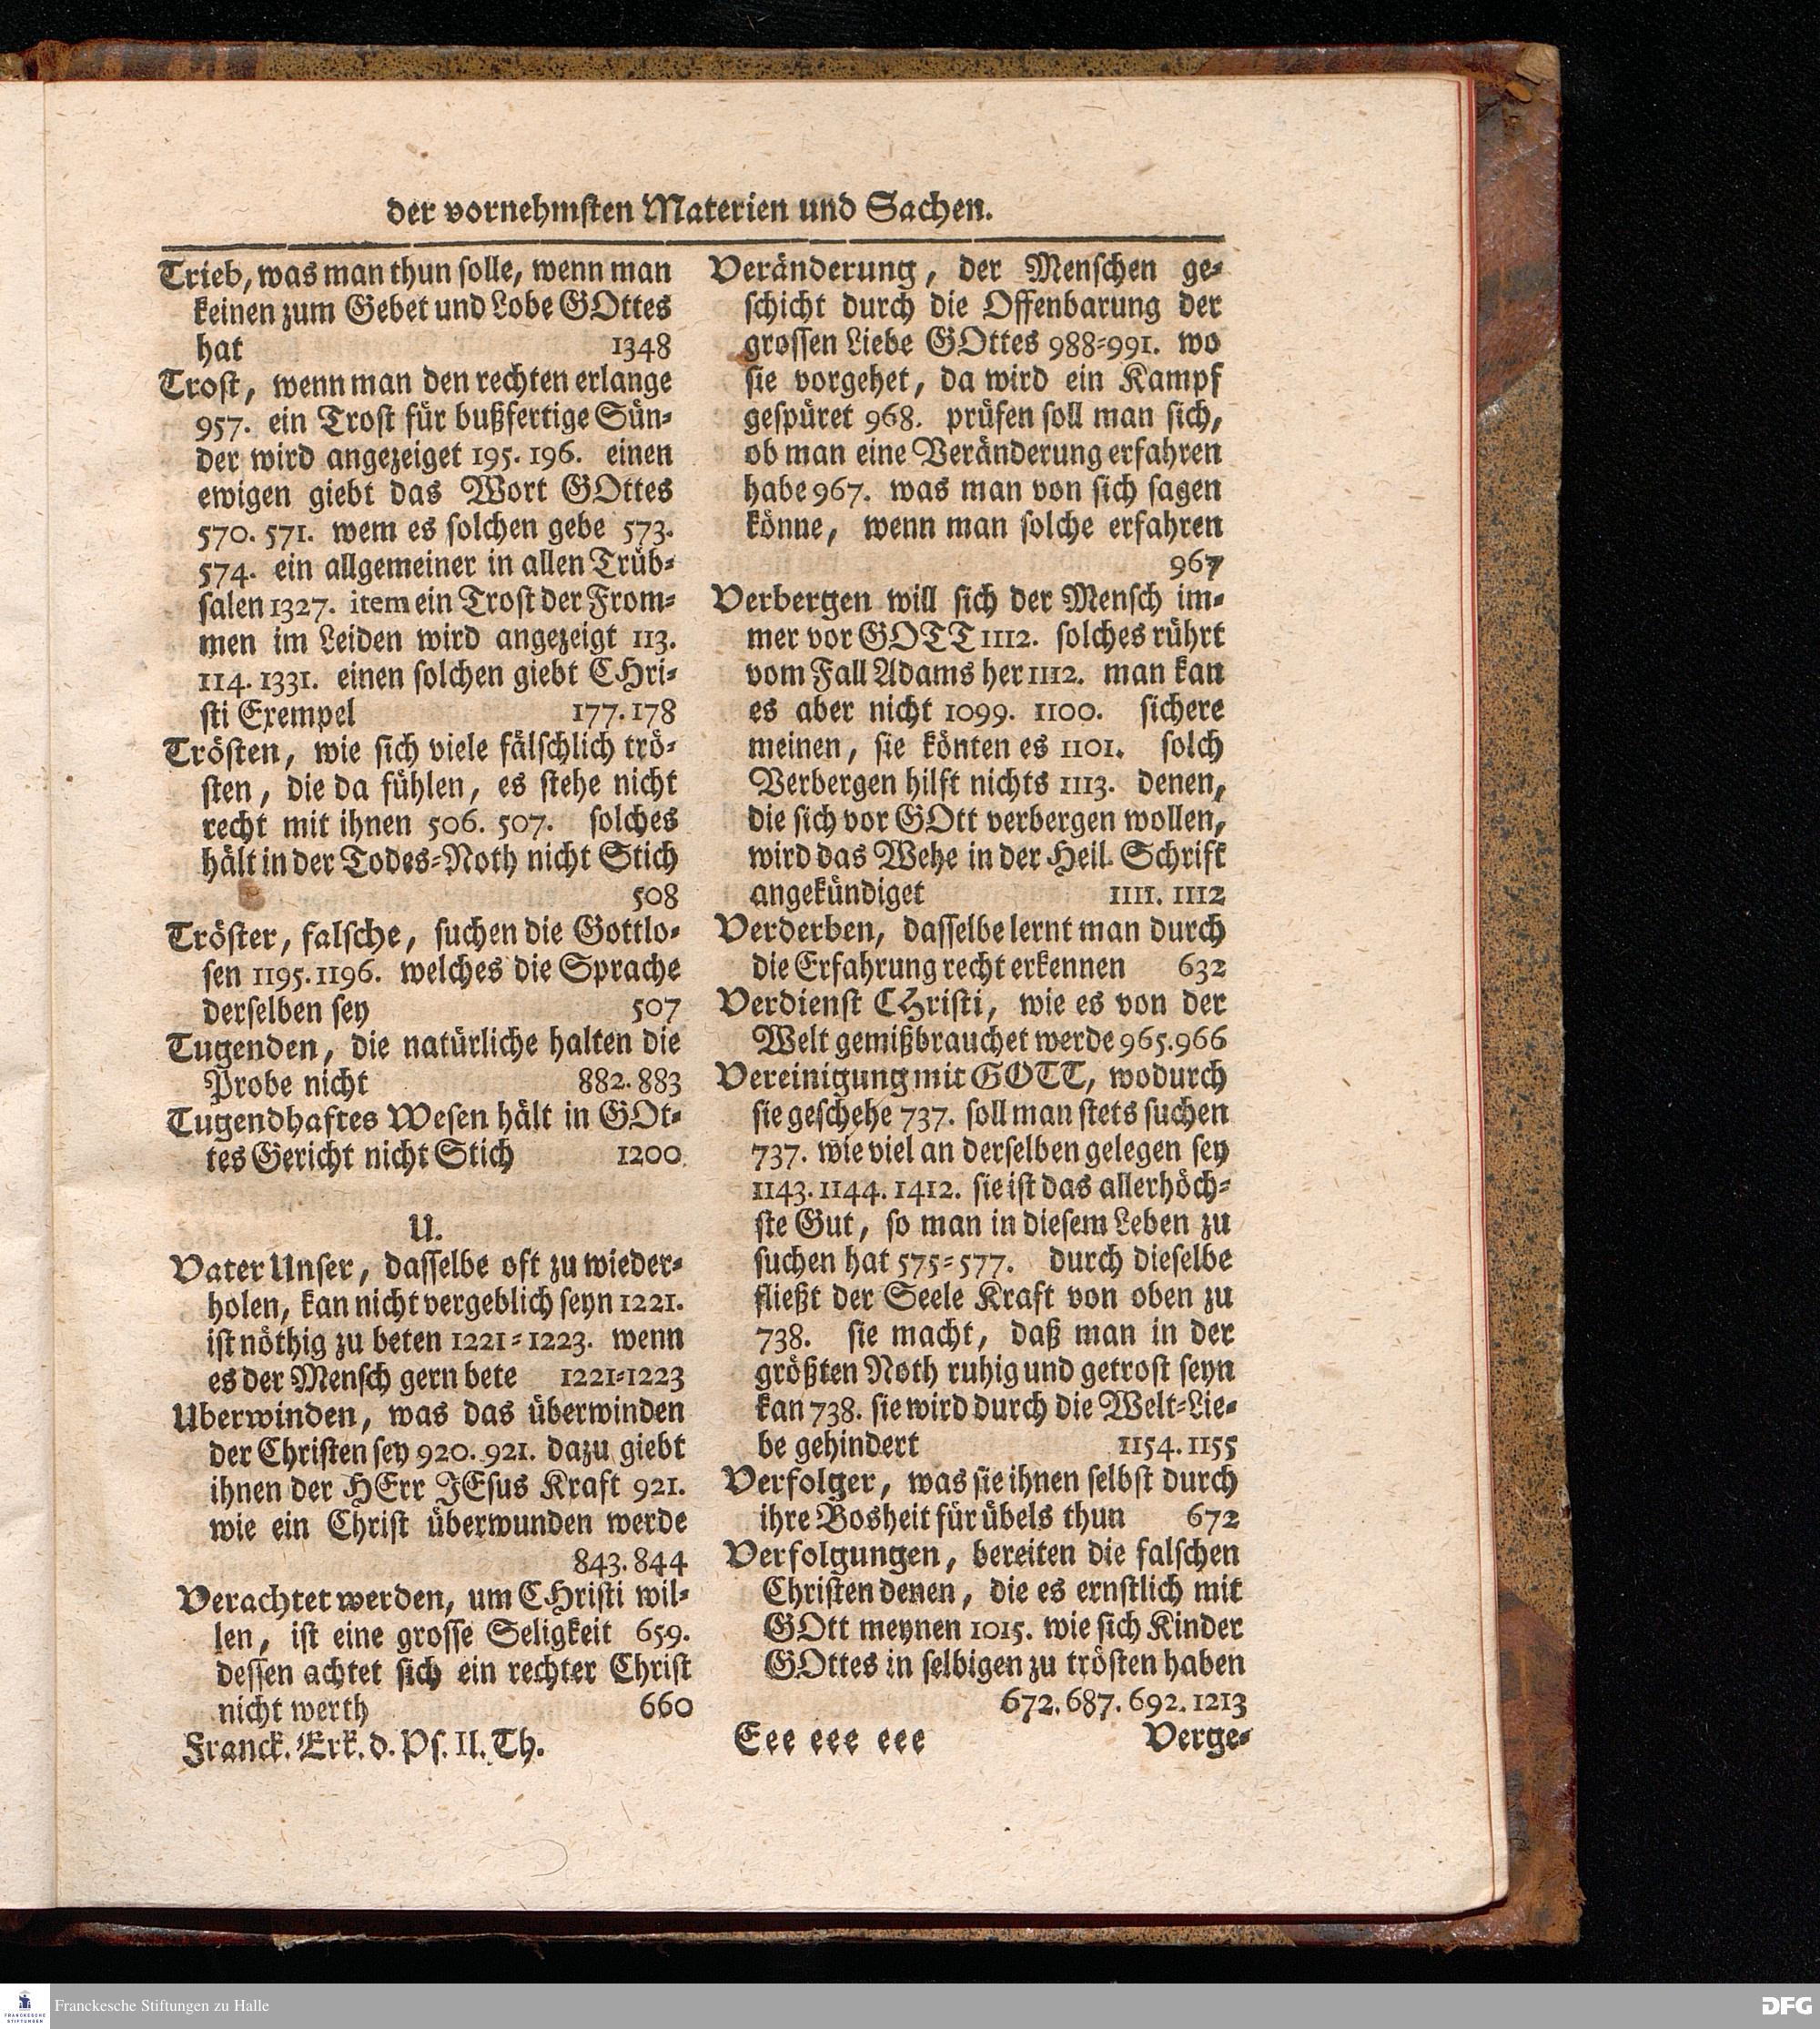 der vornehmsten Materien und Sachen.
Trieb, was man thun solle, wenn man
keinen zum Gebet und Lobe GOttes
hat 1348
Trost, wenn man den rechten erlange
957. ein Trost für bußfertige Sün-
der wird angezeiget 195. 196. einen
ewigen giebt das Wort GOttes
570. 571. wem es solchen gebe 573.
574. ein allgemeiner in allen Trüb-
salen 1327. item ein Trost der From-
men im Leiden wird angezeigt 113.
114. 1331. einen solchen giebt CHri-
sti Exempel 177. 178
Trösten, wie sich viele fälschlich trö-
sten, die da fühlen, es stehe nicht
recht mit ihnen 506. 507. solches
hält in der Todes-Noth nicht Stich
508
Tröster, falsche, suchen die Gottlo-
sen 1195. 1196. welches die Sprache
derselben sey 507
Tugenden, die natürliche halten die
Probe nicht 882. 883
Tugendhaftes Wesen hält in GOt-
tes Gericht nicht Stich 1200
U.
Vater Unser, dasselbe oft zu wieder-
holen, kan nicht vergeblich seyn 1221.
ist nöthig zu beten 1221-1223. wenn
es der Mensch gern bete 1221-1223
Uberwinden, was das überwinden
der Christen sey 920. 921. dazu giebt
ihnen der HErr JEsus Kraft 921.
wie ein Christ überwunden werde
843. 844
Verachtet werden, um CHristi wil-
len, ist eine grosse Seligkeit 659.
dessen achtet sich ein rechter Christ
nicht werth 660
Franck. Erk. d. Ps. II. Th.
Veränderung, der Menschen ge-
schicht durch die Offenbarung der
grossen Liebe GOttes 988-991. wo
sie vorgehet, da wird ein Kampf
gespüret 968. prüfen soll man sich,
ob man eine Veränderung erfahren
habe 967. was man von sich sagen
könne, wenn man solche erfahren
967
Verbergen will sich der Mensch im-
mer vor GOTT 1112. solches rührt
vom Fall Adams her 1112. man kan
es aber nicht 1099. 1100. sichere
meinen, sie könten es 1101. solch
Verbergen hilft nichts 1113. denen,
die sich vor GOtt verbergen wollen,
wird das Wehe in der Heil. Schrift
angekündiget 1111. 1112
Verderben, dasselbe lernt man durch
die Erfahrung recht erkennen 632
Verdienst CHristi, wie es von der
Welt gemißbrauchet werde 965. 966
Vereinigung mit GOTT, wodurch
sie geschehe 737. soll man stets suchen
737. wie viel an derselben gelegen sey
1143. 1144. 1412. sie ist das allerhöch-
ste Gut, so man in diesem Leben zu
suchen hat 575-577. durch dieselbe
fließt der Seele Kraft von oben zu
738. sie macht, daß man in der
größten Noth ruhig und getrost seyn
kan 738. sie wird durch die Welt-Lie-
be gehindert 1154. 1155
Verfolger, was sie ihnen selbst durch
ihre Bosheit für übels thun 672
Verfolgungen, bereiten die falschen
Christen denen, die es ernstlich mit
GOtt meynen 1015. wie sich Kinder
GOttes in selbigen zu trösten haben
672. 687. 692. 1213
Eee eee eee Verge-
FRANCKESCHE
STIFTUNGEN
Franckesche Stiftungen zu Halle
DFG